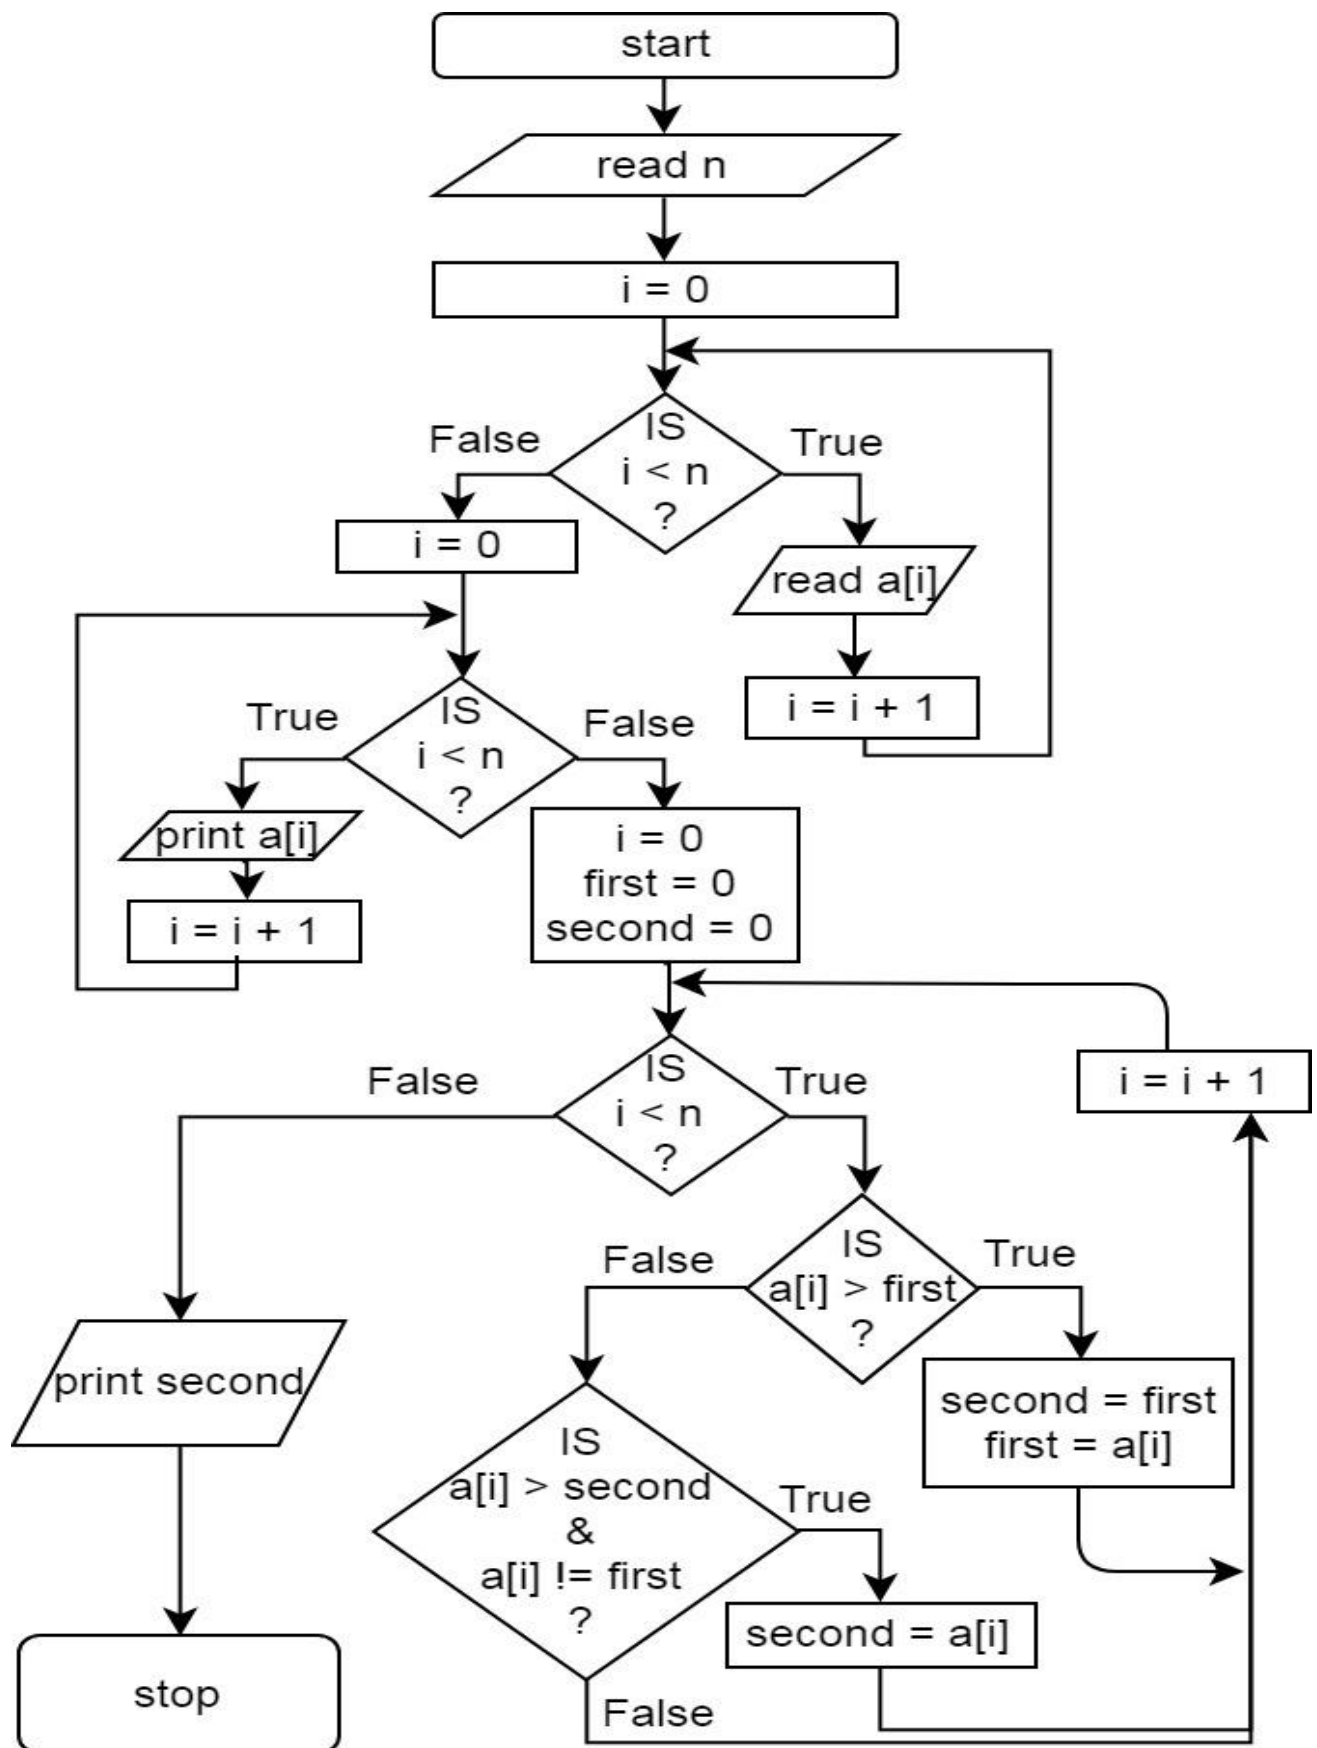 start
read n
i = 0
IS
i < n
?
False
True
i = 0
read a[i]
i = i + 1
IS
i < n
?
True
False
print a[i]
i = i + 1
i = 0
first = 0
second = 0
IS
i < n
?
False
True
i = i + 1
IS
a[i] > first
?
False
True
print second
second = first
first = a[i]
IS
a[i] > second
&
a[i] != first
?
True
second = a[i]
False
stop